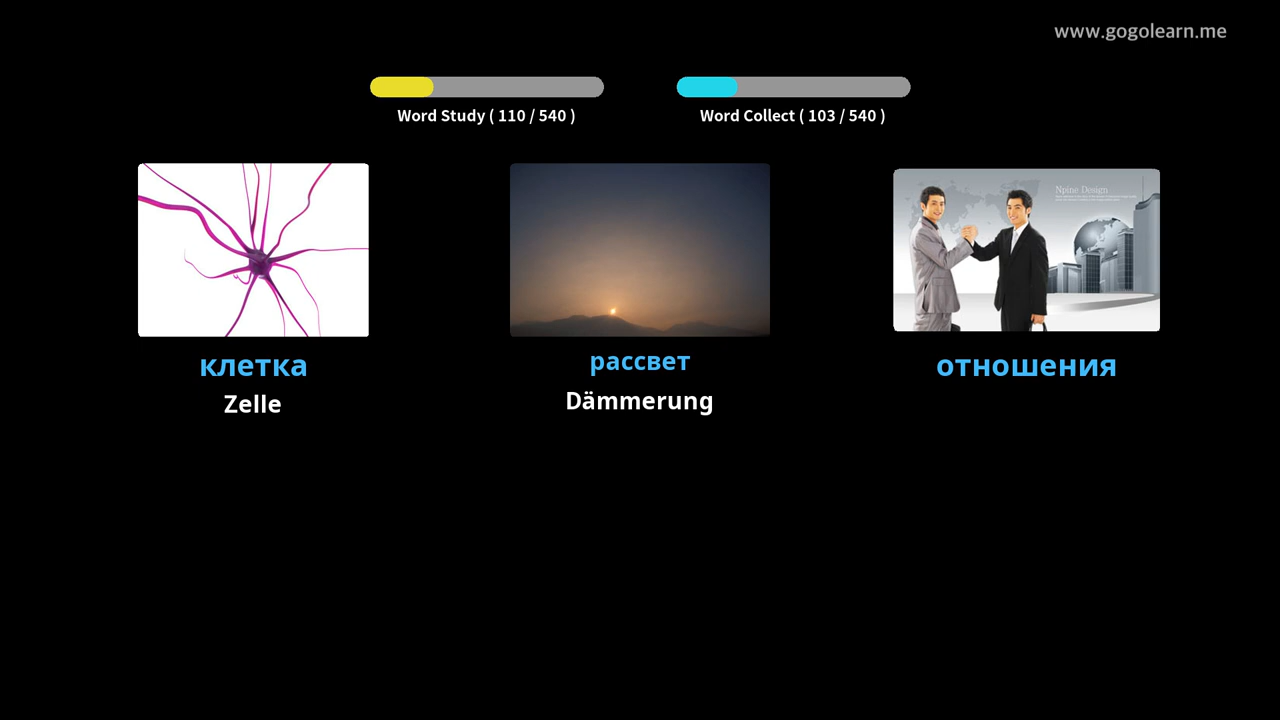 www.gogolearn.me
Word Study ( 110 / 540 )
Word Collect ( 103 / 540 )
Npine Design
клетка
рассвет
отношения
Zelle
Dämmerung